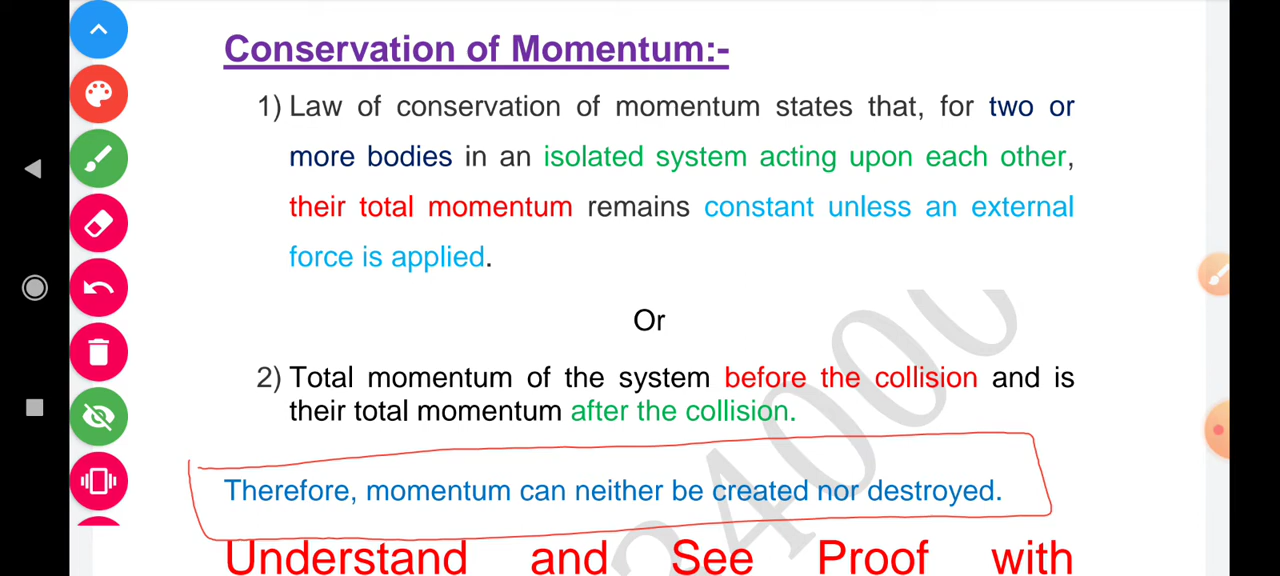 Conservation of Momentum:-
1) Law of conservation of momentum states that, for two or
more bodies in an isolated system acting upon each other,
their total momentum remains constant unless an external
force is applied.
Or
2) Total momentum of the system before the collision and is
their total momentum after the collision.
Therefore, momentum can neither be created nor destroyed.
Understand and See Proof with